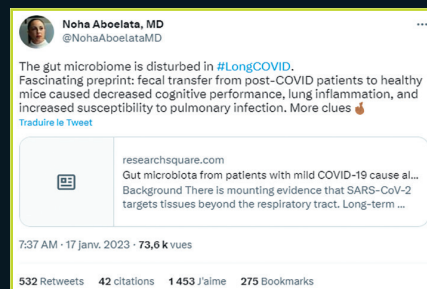 Noha Aboelata, MD
@NohaAboelataMD
The gut microbiome is disturbed in #LongCOVID.
Fascinating preprint: fecal transfer from post-COVID patients to healthy
mice caused decreased cognitive performance, lung inflammation, and
increased susceptibility to pulmonary infection. More clues
Traduire le Tweet
researchsquare.com
Gut microbiota from patients with mild COVID-19 cause al...
Background There is mounting evidence that SARS-CoV-2
targets tissues beyond the respiratory tract. Long-term ...
7:37 AM · 17 janv. 2023 · 73,6 k vues
532 Retweets 42 citations 1 453 J'aime 275 Bookmarks